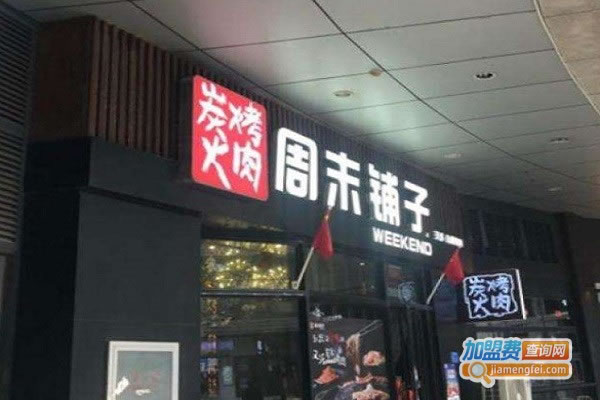 炭火烤肉
周末铺子
WEEKEND
炭火烤肉
加盟费查询网
jiamengfei.com